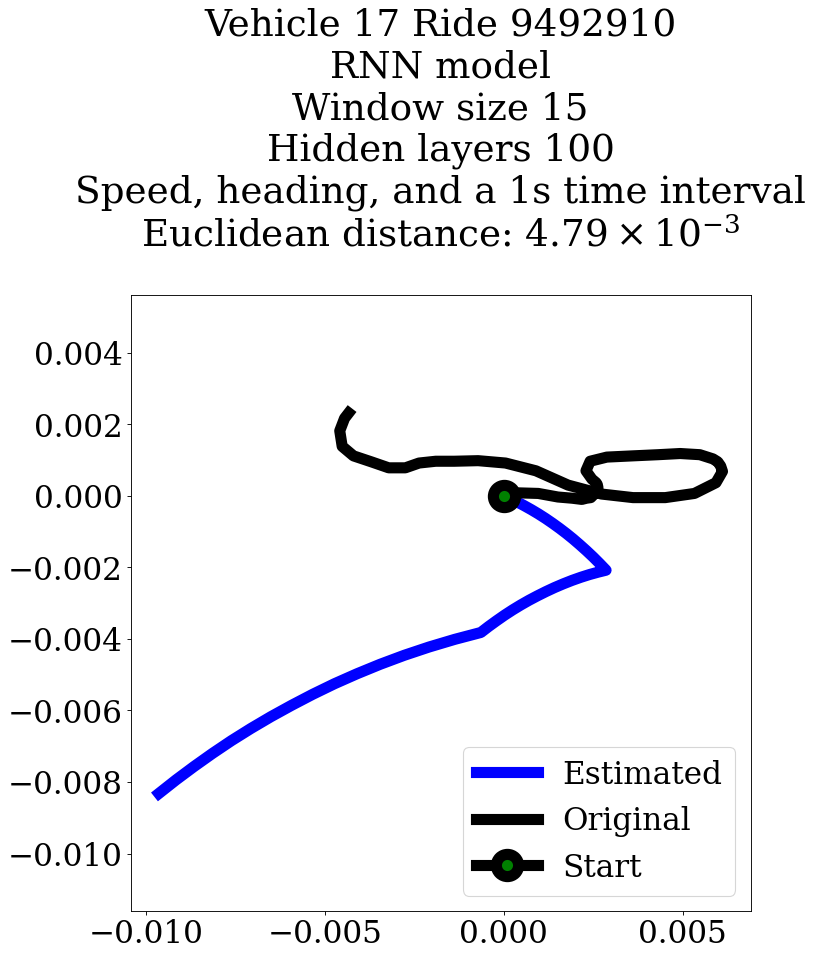 Vehicle 17 Ride 9492910
RNN model
Window size 15
Hidden layers 100
Speed, heading, and a 1s time interval
Euclidean distance: 4.79 × 10⁻³
0.004
0.002
0.000
−0.002
−0.004
−0.006
−0.008
−0.010
Estimated
Original
Start
−0.010 −0.005 0.000 0.005